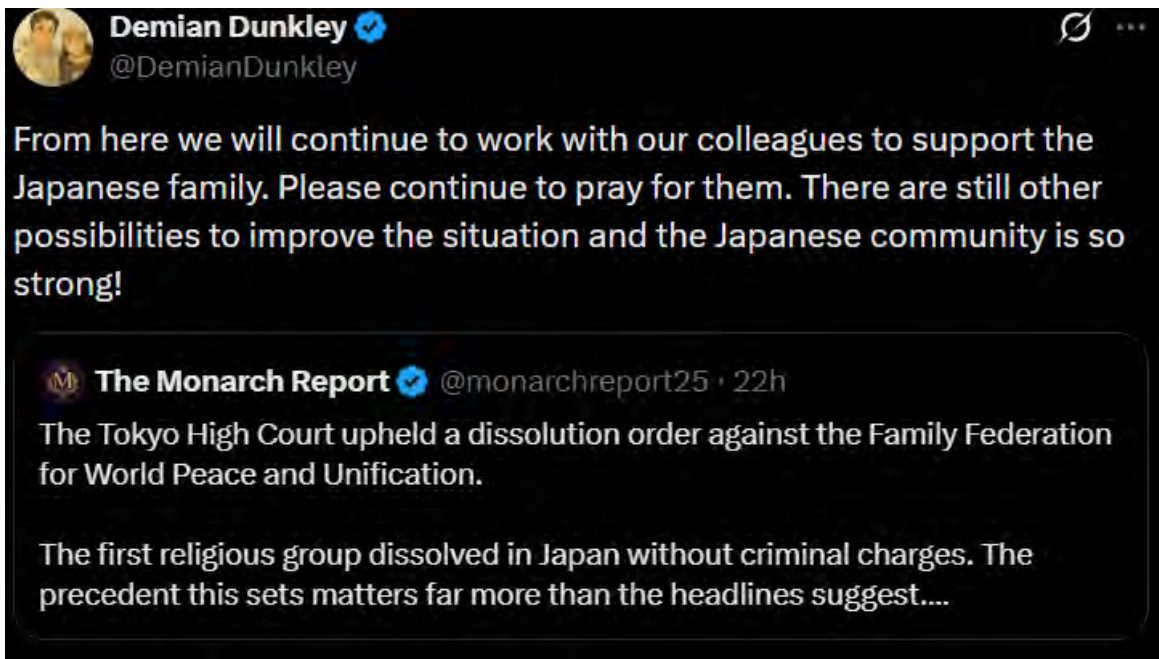 Demian Dunkley
@DemianDunkley
From here we will continue to work with our colleagues to support the
Japanese family. Please continue to pray for them. There are still other
possibilities to improve the situation and the Japanese community is so
strong!
The Monarch Report @monarchreport25 · 22h
The Tokyo High Court upheld a dissolution order against the Family Federation
for World Peace and Unification.
The first religious group dissolved in Japan without criminal charges. The
precedent this sets matters far more than the headlines suggest....